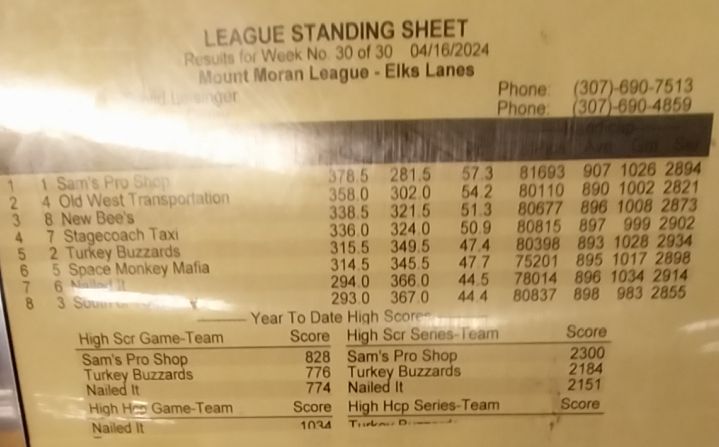 LEAGUE STANDING SHEET
Results for Week No. 30 of 30 04/16/2024
Mount Moran League - Elks Lanes
Phone: (307)-690-7513
Phone: (307)-690-4859
1 1 Sam's Pro Shop 378.5 281.5 57.3 81693 907 1026 2894
2 4 Old West Transportation 358.0 302.0 54.2 80110 890 1002 2821
3 8 New Bee's 338.5 321.5 51.3 80677 896 1008 2873
4 7 Stagecoach Taxi 336.0 324.0 50.9 80815 897 999 2902
5 2 Turkey Buzzards 315.5 349.5 47.4 80398 893 1028 2934
6 5 Space Monkey Mafia 314.5 345.5 47.7 75201 895 1017 2898
7 6 Nailed It 294.0 366.0 44.5 78014 896 1034 2914
8 3 293.0 367.0 44.4 80837 898 983 2855
Year To Date High Scores
High Scr Game-Team Score High Scr Series-Team Score
Sam's Pro Shop 828 Sam's Pro Shop 2300
Turkey Buzzards 776 Turkey Buzzards 2184
Nailed It 774 Nailed It 2151
High Hcp Game-Team Score High Hcp Series-Team Score
Nailed It 1034